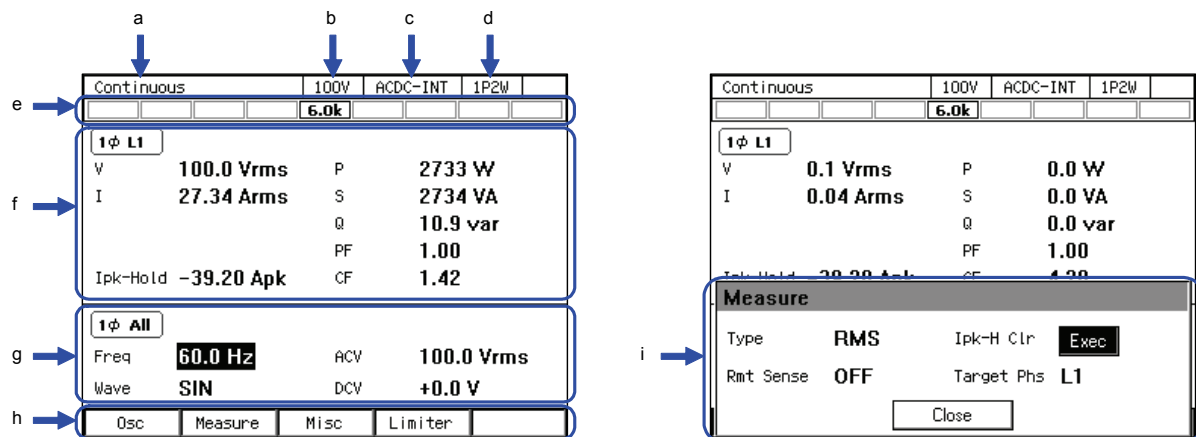 a b c d
Continuous 100V ACDC-INT 1P2W
e 6.0k
1ϕ L1
V 100.0 Vrms P 2733 W
f I 27.34 Arms S 2734 VA
Q 10.9 var
PF 1.00
Ipk-Hold -39.20 Apk CF 1.42
1ϕ All
g Freq 60.0 Hz ACV 100.0 Vrms
Wave SIN DCV +0.0 V
h Osc Measure Misc Limiter
Continuous 100V ACDC-INT 1P2W
6.0k
1ϕ L1
V 0.1 Vrms P 0.0 W
I 0.04 Arms S 0.0 VA
Q 0.0 var
PF 1.00
i Measure
Type RMS Ipk-H Clr Exec
Rmt Sense OFF Target Phs L1
Close